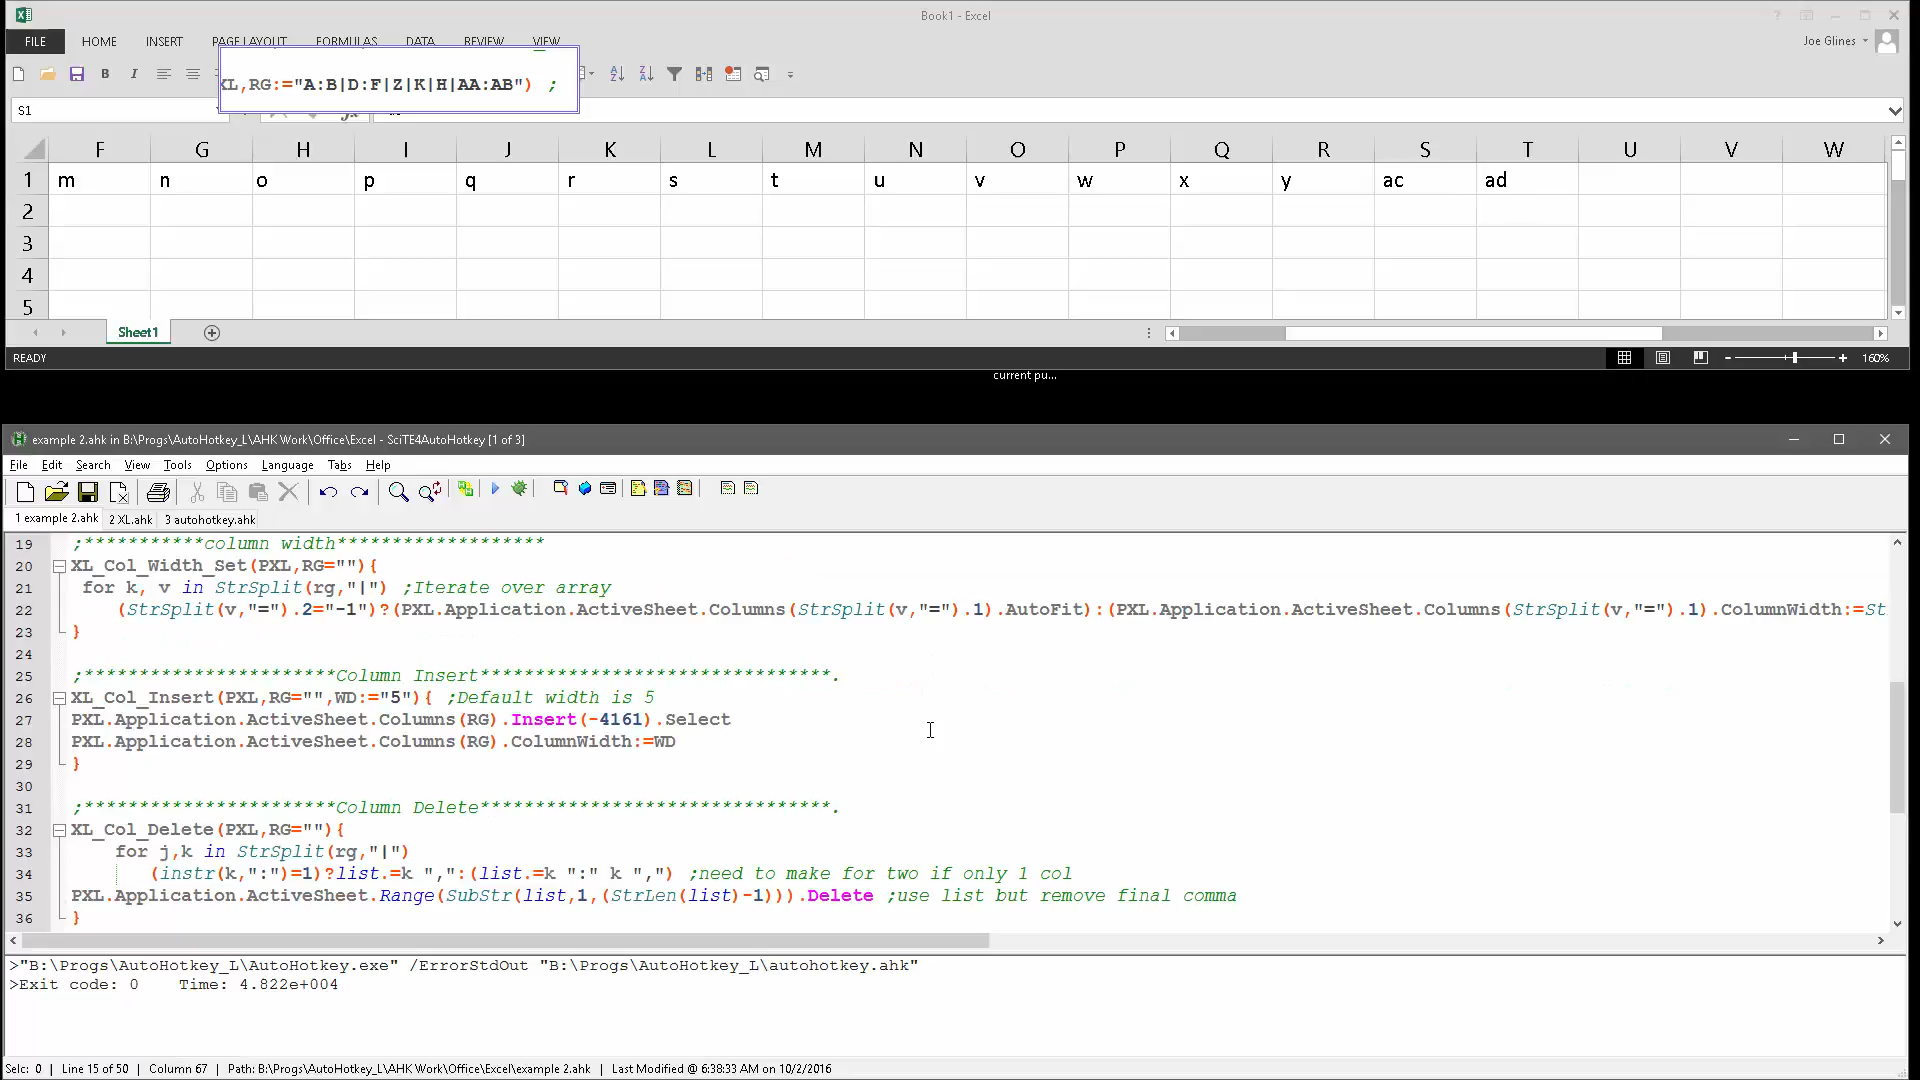 Book1 - Excel
FILE HOME INSERT PAGE LAYOUT FORMULAS DATA REVIEW VIEW Joe Glines
XL,RG:="A:B|D:F|Z|K|H|AA:AB") ;
S1
F G H I J K L M N O P Q R S T U V W
1 m n o p q r s t u v w x y ac ad
2
3
4
5
Sheet1
READY 160%
current pu...
example 2.ahk in B:\Progs\AutoHotkey_L\AHK Work\Office\Excel - SciTE4AutoHotkey [1 of 3]
File Edit Search View Tools Options Language Tabs Help
1 example 2.ahk 2 XL.ahk 3 autohotkey.ahk
19 ;***********column width*******************
20 XL_Col_Width_Set(PXL,RG=""){
21 for k, v in StrSplit(rg,"|") ;Iterate over array
22 (StrSplit(v,"=").2="-1")?(PXL.Application.ActiveSheet.Columns(StrSplit(v,"=").1).AutoFit):(PXL.Application.ActiveSheet.Columns(StrSplit(v,"=").1).ColumnWidth:=St
23 }
24
25 ;***********************Column Insert********************************.
26 XL_Col_Insert(PXL,RG="",WD:="5"){ ;Default width is 5
27 PXL.Application.ActiveSheet.Columns(RG).Insert(-4161).Select
28 PXL.Application.ActiveSheet.Columns(RG).ColumnWidth:=WD
29 }
30
31 ;***********************Column Delete********************************.
32 XL_Col_Delete(PXL,RG=""){
33 for j,k in StrSplit(rg,"|")
34 (instr(k,":")=1)?list.=k ",":(list.=k ":" k ",") ;need to make for two if only 1 col
35 PXL.Application.ActiveSheet.Range(SubStr(list,1,(StrLen(list)-1))).Delete ;use list but remove final comma
36 }
>"B:\Progs\AutoHotkey_L\AutoHotkey.exe" /ErrorStdOut "B:\Progs\AutoHotkey_L\autohotkey.ahk"
>Exit code: 0 Time: 4.822e+004
Selc: 0 | Line 15 of 50 | Column 67 | Path: B:\Progs\AutoHotkey_L\AHK Work\Office\Excel\example 2.ahk | Last Modified @ 6:38:33 AM on 10/2/2016